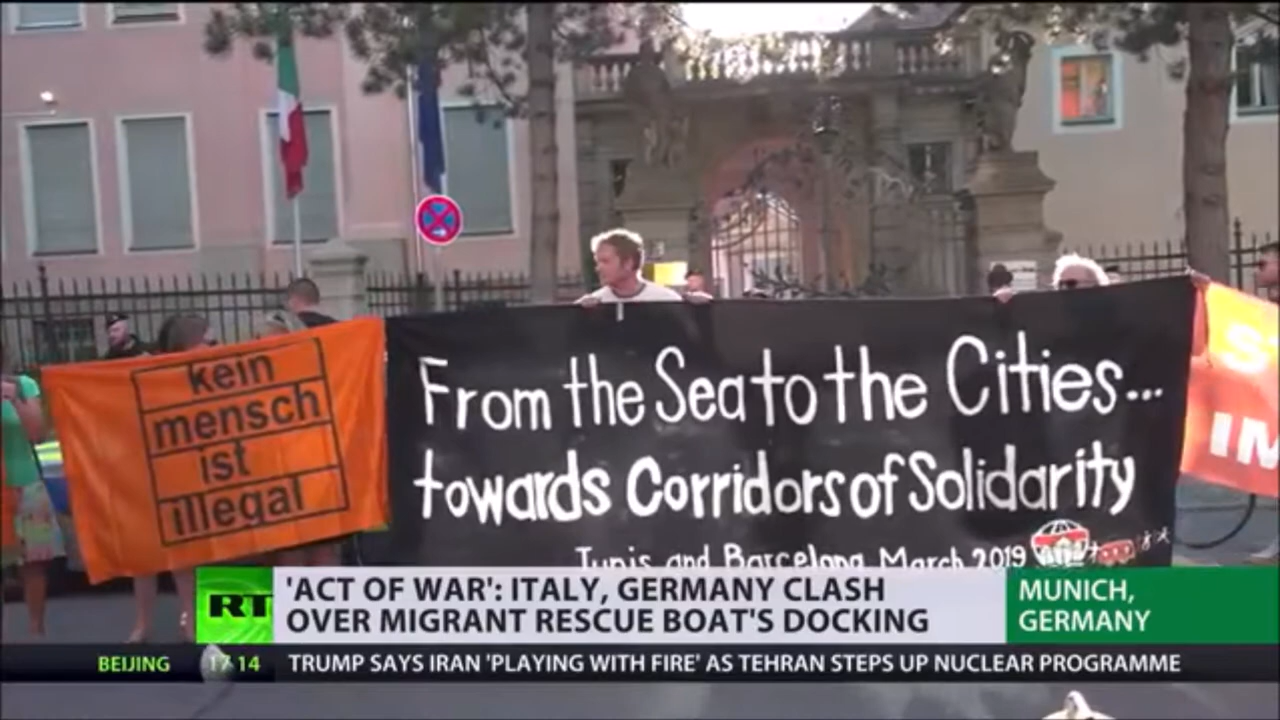 kein
mensch
ist
illegal
From the Sea to the Cities...
towards Corridors of Solidarity
Tunis and Barcelona March 2019
IM
RT
'ACT OF WAR': ITALY, GERMANY CLASH
OVER MIGRANT RESCUE BOAT'S DOCKING
MUNICH,
GERMANY
BEIJING 17 14 TRUMP SAYS IRAN 'PLAYING WITH FIRE' AS TEHRAN STEPS UP NUCLEAR PROGRAMME